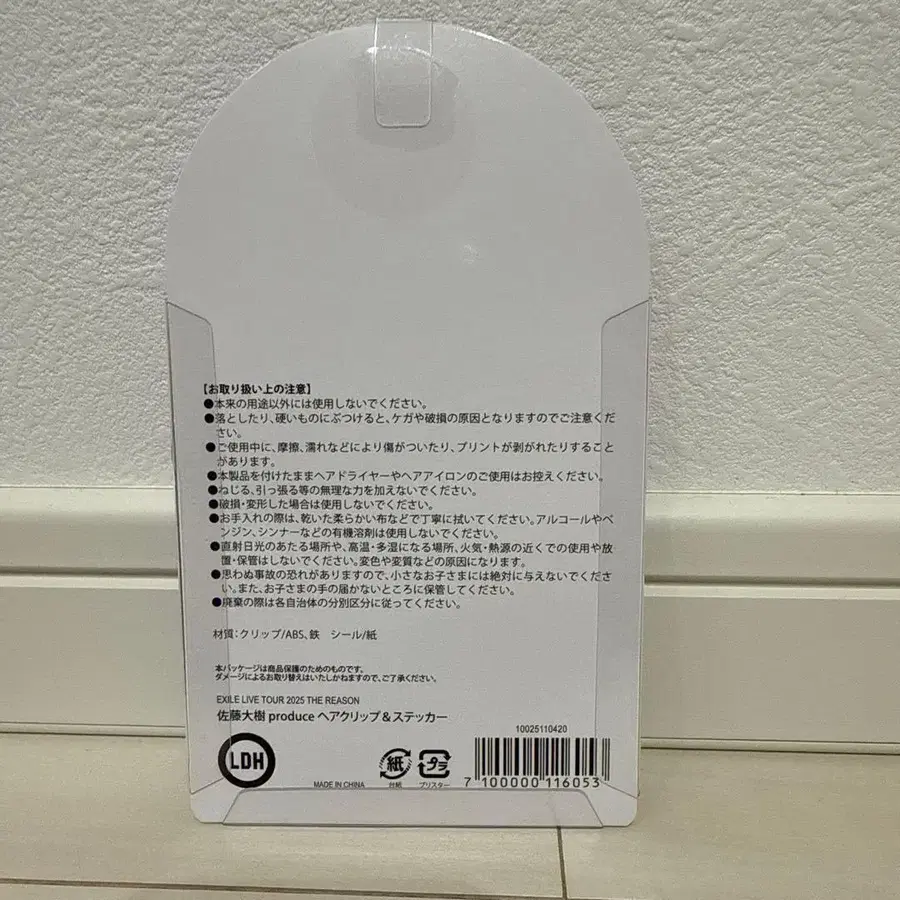 【お取り扱い上の注意】
●本来の用途以外には使用しないでください。
●落としたり、硬いものにぶつけると、ケガや破損の原因となりますのでご注意くだ
さい。
●ご使用中に、摩擦、濡れなどにより傷がついたり、プリントが剥がれたりすること
があります。
●本製品を付けたままヘアドライヤーやヘアアイロンのご使用はお控えください。
●ねじる、引っ張る等の無理な力を加えないでください。
●破損・変形した場合は使用しないでください。
●お手入れの際は、乾いた柔らかい布などで丁寧に拭いてください。アルコールやベ
ンジン、シンナーなどの有機溶剤は使用しないでください。
●直射日光のあたる場所や、高温・多湿になる場所、火気・熱源の近くでの使用や放
置・保管はしないでください。変色や変質などの原因になります。
●思わぬ事故の恐れがありますので、小さなお子さまには絶対に与えないでくださ
い。また、お子さまの手の届かないところに保管してください。
●廃棄の際は各自治体の分別区分に従ってください。
材質：クリップ/ABS、鉄　シール/紙
本パッケージは商品保護のためのものです。
ダメージによるお取り替えはいたしかねますので、ご了承ください。
EXILE LIVE TOUR 2025 THE REASON
佐藤大樹 produce ヘアクリップ＆ステッカー
10025110420
LDH
MADE IN CHINA
紙
台紙
プラ
ブリスター
7 100000 116053